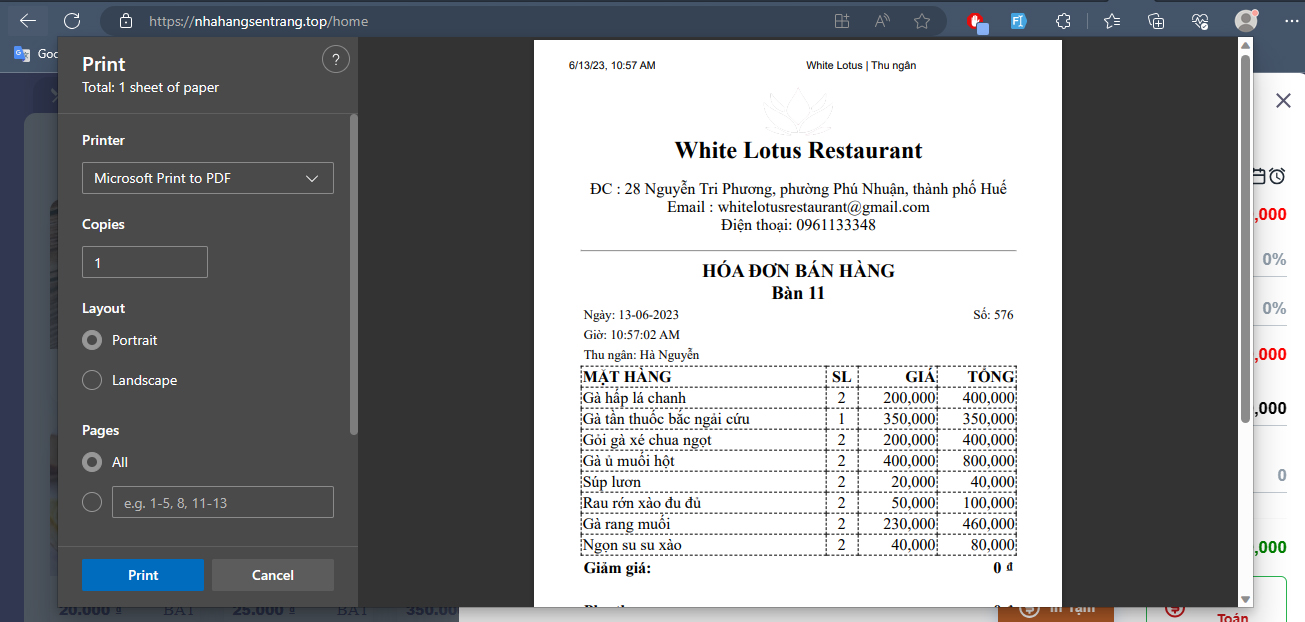 https://nhahangsentrang.top/home
Goo
Print
Total: 1 sheet of paper
?
Printer
Microsoft Print to PDF
Copies
1
Layout
Portrait
Landscape
Pages
All
e.g. 1-5, 8, 11-13
Print
Cancel
6/13/23, 10:57 AM White Lotus | Thu ngân
White Lotus Restaurant
ĐC : 28 Nguyễn Tri Phương, phường Phú Nhuận, thành phố Huế
Email : whitelotusrestaurant@gmail.com
Điện thoại: 0961133348
HÓA ĐƠN BÁN HÀNG
Bàn 11
Ngày: 13-06-2023 Số: 576
Giờ: 10:57:02 AM
Thu ngân: Hà Nguyễn
MẶT HÀNG SL GIÁ TỔNG
Gà hấp lá chanh 2 200,000 400,000
Gà tần thuốc bắc ngải cứu 1 350,000 350,000
Gỏi gà xé chua ngọt 2 200,000 400,000
Gà ủ muối hột 2 400,000 800,000
Súp lươn 2 20,000 40,000
Rau rớn xào đu đủ 2 50,000 100,000
Gà rang muối 2 230,000 460,000
Ngọn su su xào 2 40,000 80,000
Giảm giá: 0 đ
,000
0%
0%
,000
,000
0
,000
20.000 đ BÁT 25.000 đ BÁT 350.00
In Tạm
Toán